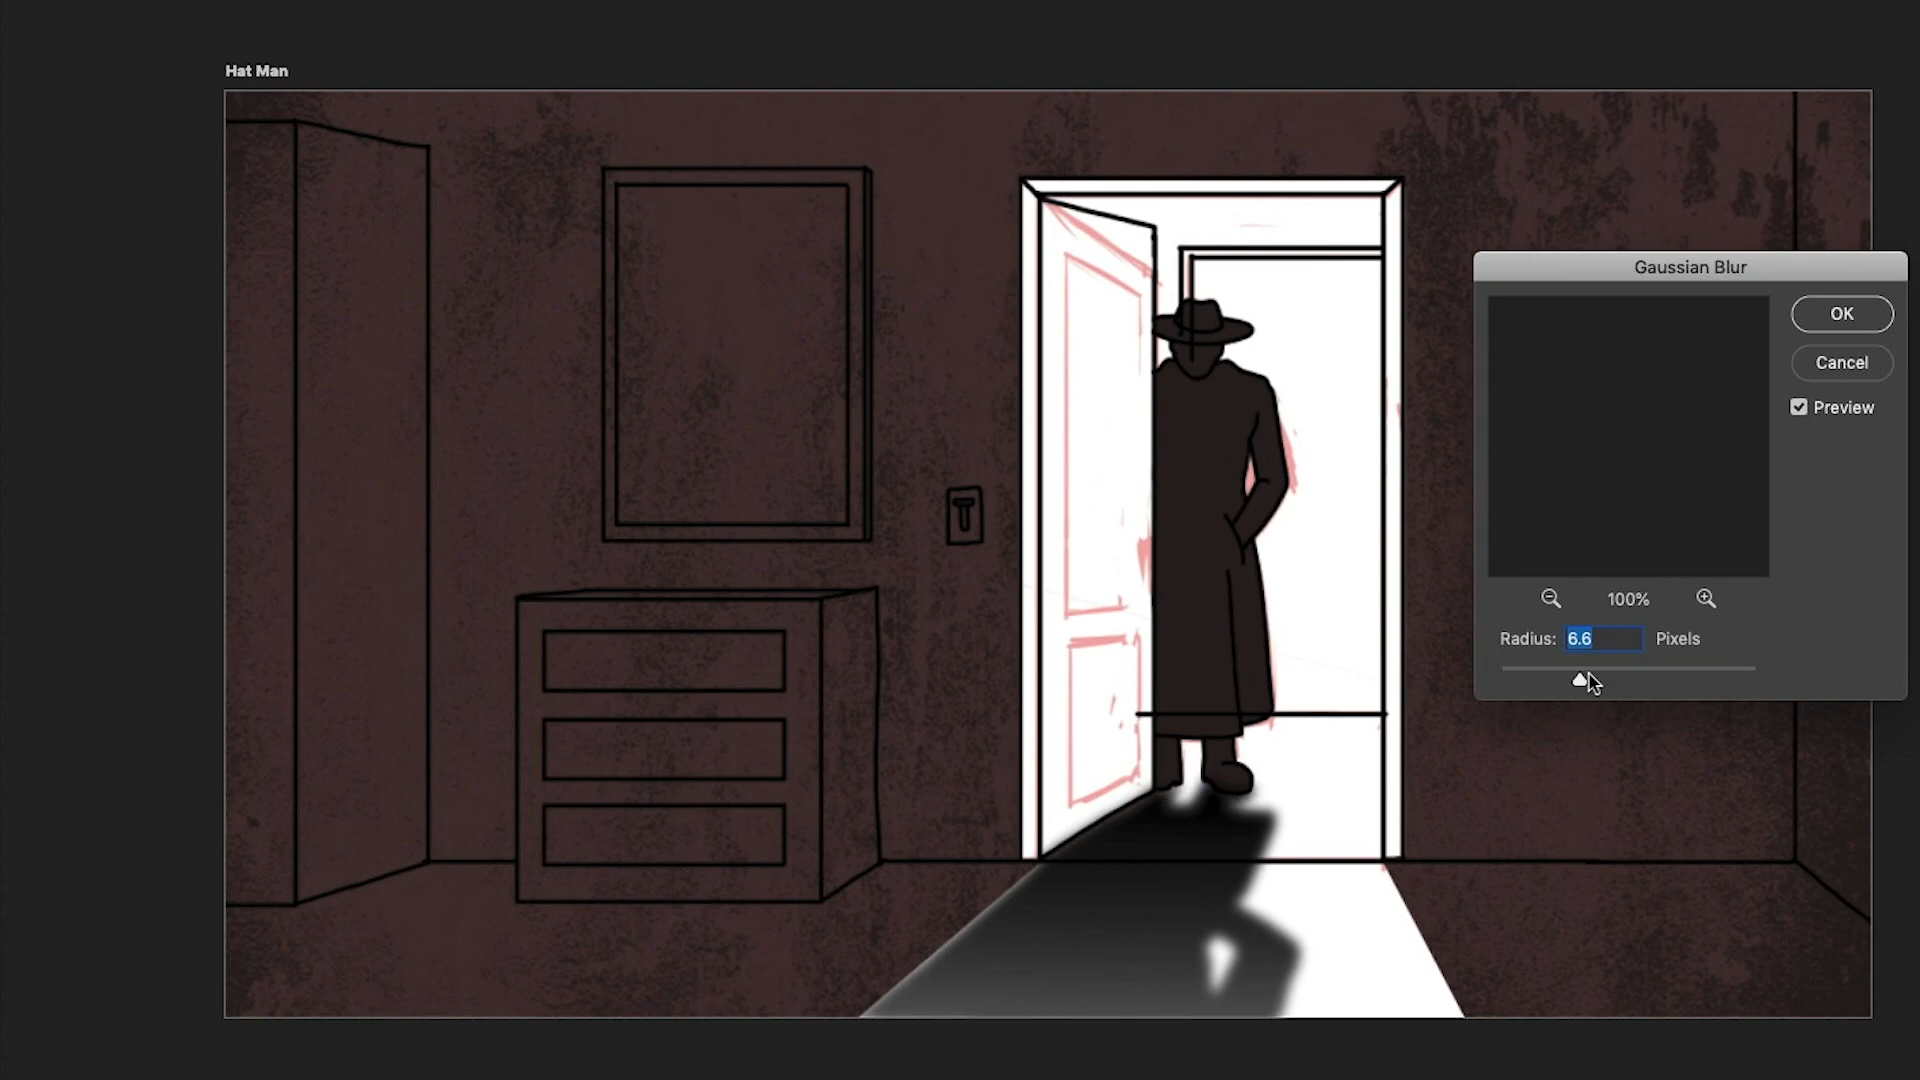 Hat Man
Gaussian Blur
OK
Cancel
Preview
100%
Radius: 6.6 Pixels